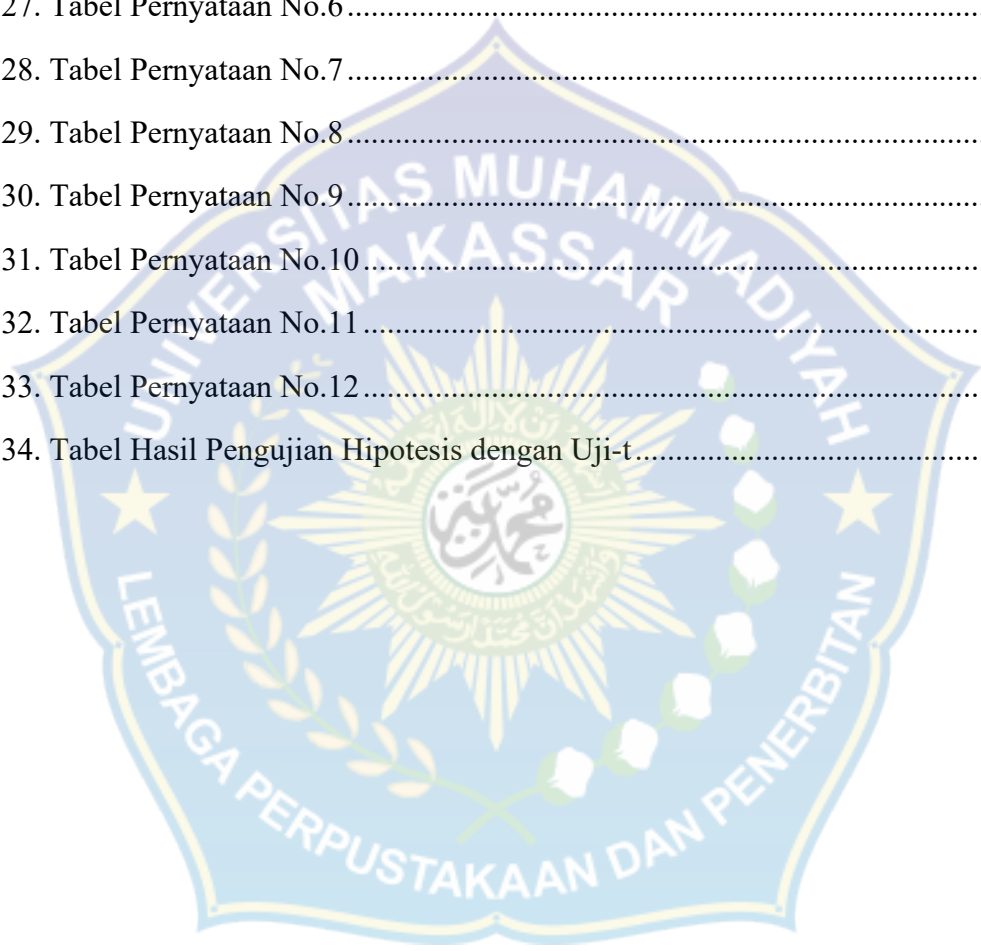 27. Tabel Pernyataan No.6
28. Tabel Pernyataan No.7
29. Tabel Pernyataan No.8
30. Tabel Pernyataan No.9
31. Tabel Pernyataan No.10
32. Tabel Pernyataan No.11
33. Tabel Pernyataan No.12
34. Tabel Hasil Pengujian Hipotesis dengan Uji-t
UNIVERSITAS MUHAMMADIYAH
MAKASSAR
LEMBAGA PERPUSTAKAAN DAN PENERBITAN